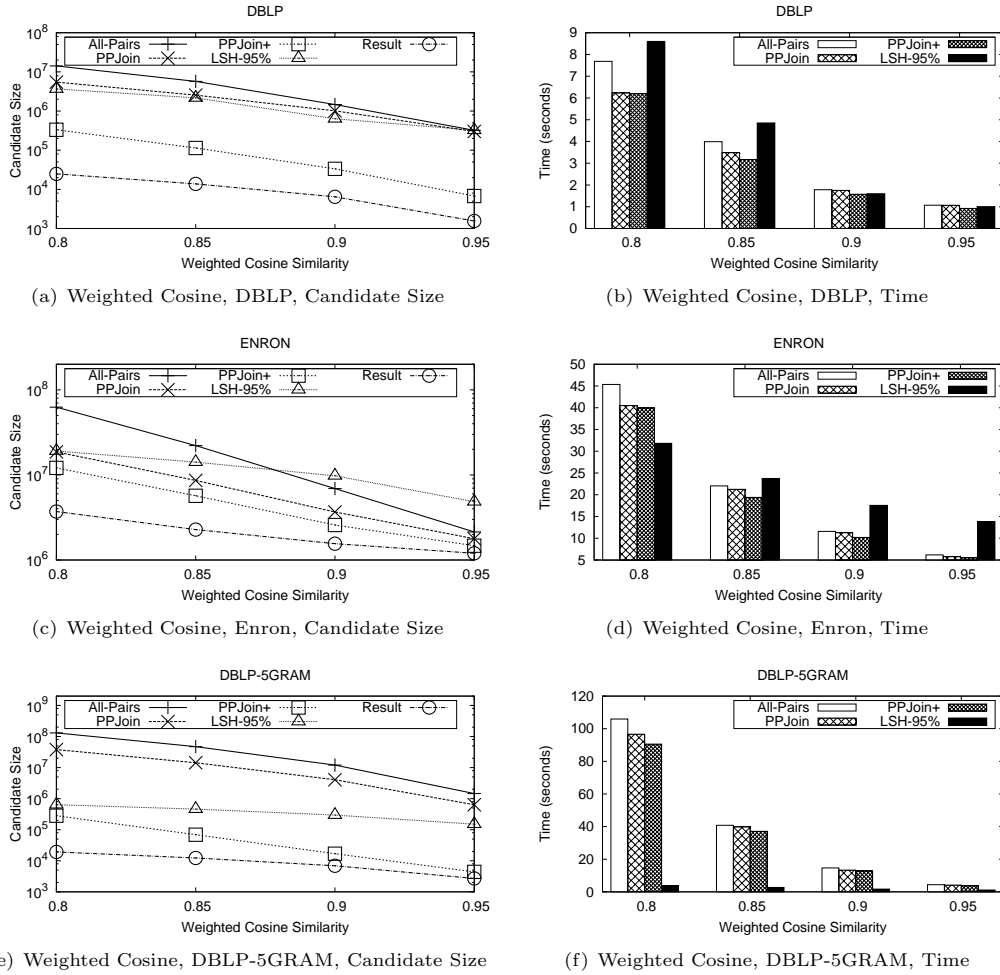 DBLP
10^8
10^7
10^6
10^5
10^4
10^3
Candidate Size
All-Pairs
PPJoin
PPJoin+
LSH-95%
Result
0.8 0.85 0.9 0.95
Weighted Cosine Similarity
(a) Weighted Cosine, DBLP, Candidate Size
DBLP
9
8
7
6
5
4
3
2
1
0
Time (seconds)
All-Pairs
PPJoin
PPJoin+
LSH-95%
0.8 0.85 0.9 0.95
Weighted Cosine Similarity
(b) Weighted Cosine, DBLP, Time
ENRON
10^8
10^7
10^6
Candidate Size
All-Pairs
PPJoin
PPJoin+
LSH-95%
Result
0.8 0.85 0.9 0.95
Weighted Cosine Similarity
(c) Weighted Cosine, Enron, Candidate Size
ENRON
50
45
40
35
30
25
20
15
10
5
Time (seconds)
All-Pairs
PPJoin
PPJoin+
LSH-95%
0.8 0.85 0.9 0.95
Weighted Cosine Similarity
(d) Weighted Cosine, Enron, Time
DBLP-5GRAM
10^9
10^8
10^7
10^6
10^5
10^4
10^3
Candidate Size
All-Pairs
PPJoin
PPJoin+
LSH-95%
Result
0.8 0.85 0.9 0.95
Weighted Cosine Similarity
e) Weighted Cosine, DBLP-5GRAM, Candidate Size
DBLP-5GRAM
120
100
80
60
40
20
0
Time (seconds)
All-Pairs
PPJoin
PPJoin+
LSH-95%
0.8 0.85 0.9 0.95
Weighted Cosine Similarity
(f) Weighted Cosine, DBLP-5GRAM, Time